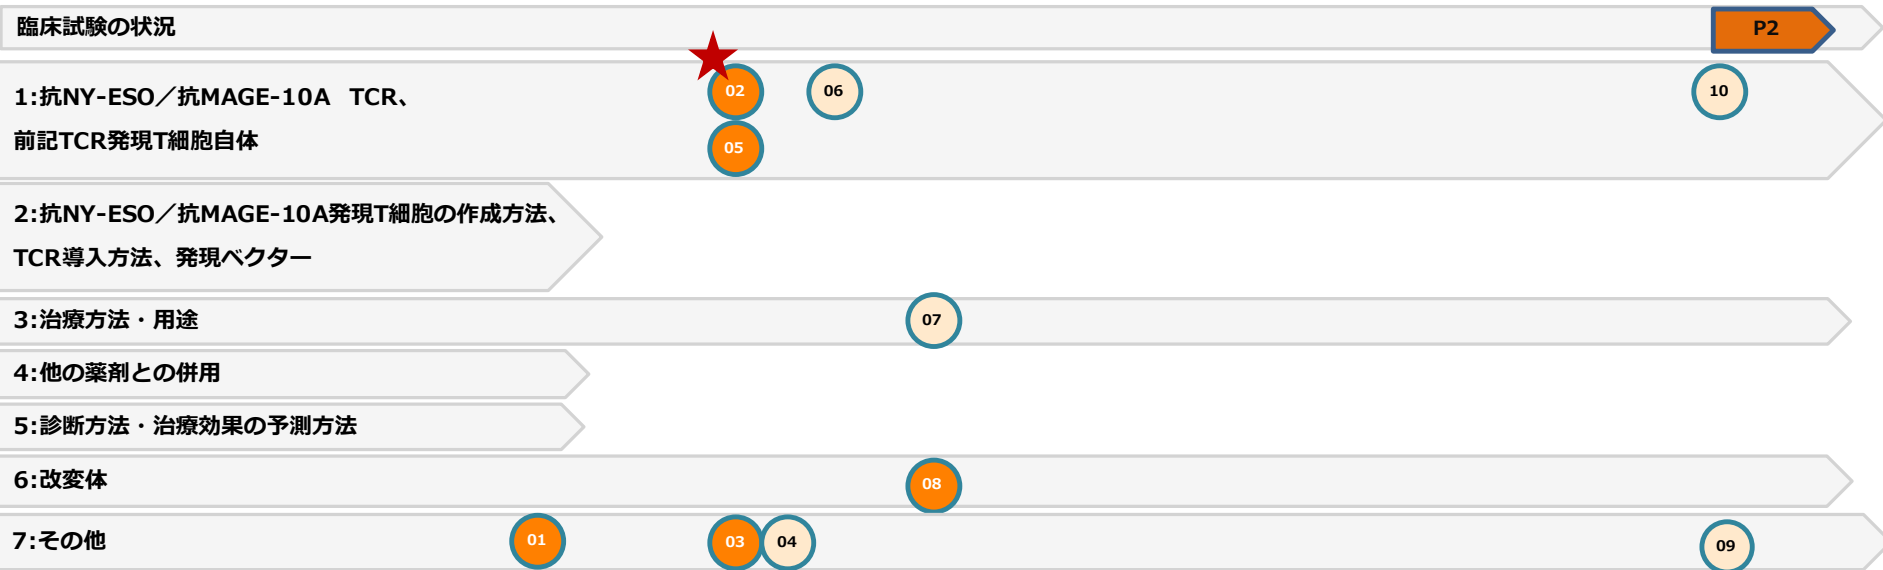 臨床試験の状況
P2
1:抗NY-ESO／抗MAGE-10A　TCR、
前記TCR発現T細胞自体
02
06
10
05
2:抗NY-ESO／抗MAGE-10A発現T細胞の作成方法、
TCR導入方法、発現ベクター
3:治療方法・用途
07
4:他の薬剤との併用
5:診断方法・治療効果の予測方法
6:改変体
08
7:その他
01
03
04
09